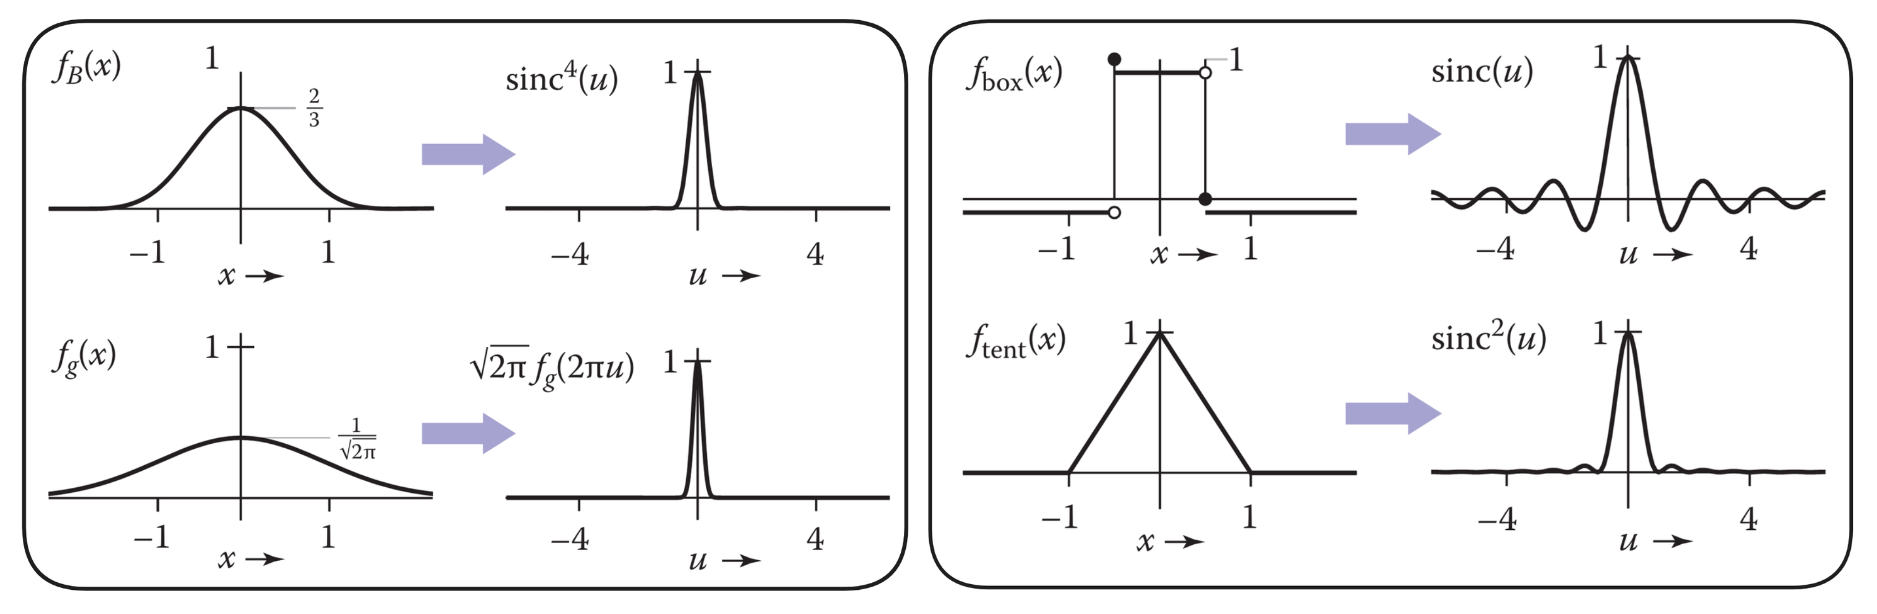 f_B(x)
1
2/3
−1
1
x →
sinc⁴(u)
1
−4
4
u →
f_g(x)
1
1/√2π
−1
1
x →
√2π f_g(2πu)
1
−4
4
u →
f_box(x)
1
−1
x →
1
sinc(u)
1
−4
u →
4
f_tent(x)
1
−1
1
x →
sinc²(u)
1
−4
4
u →